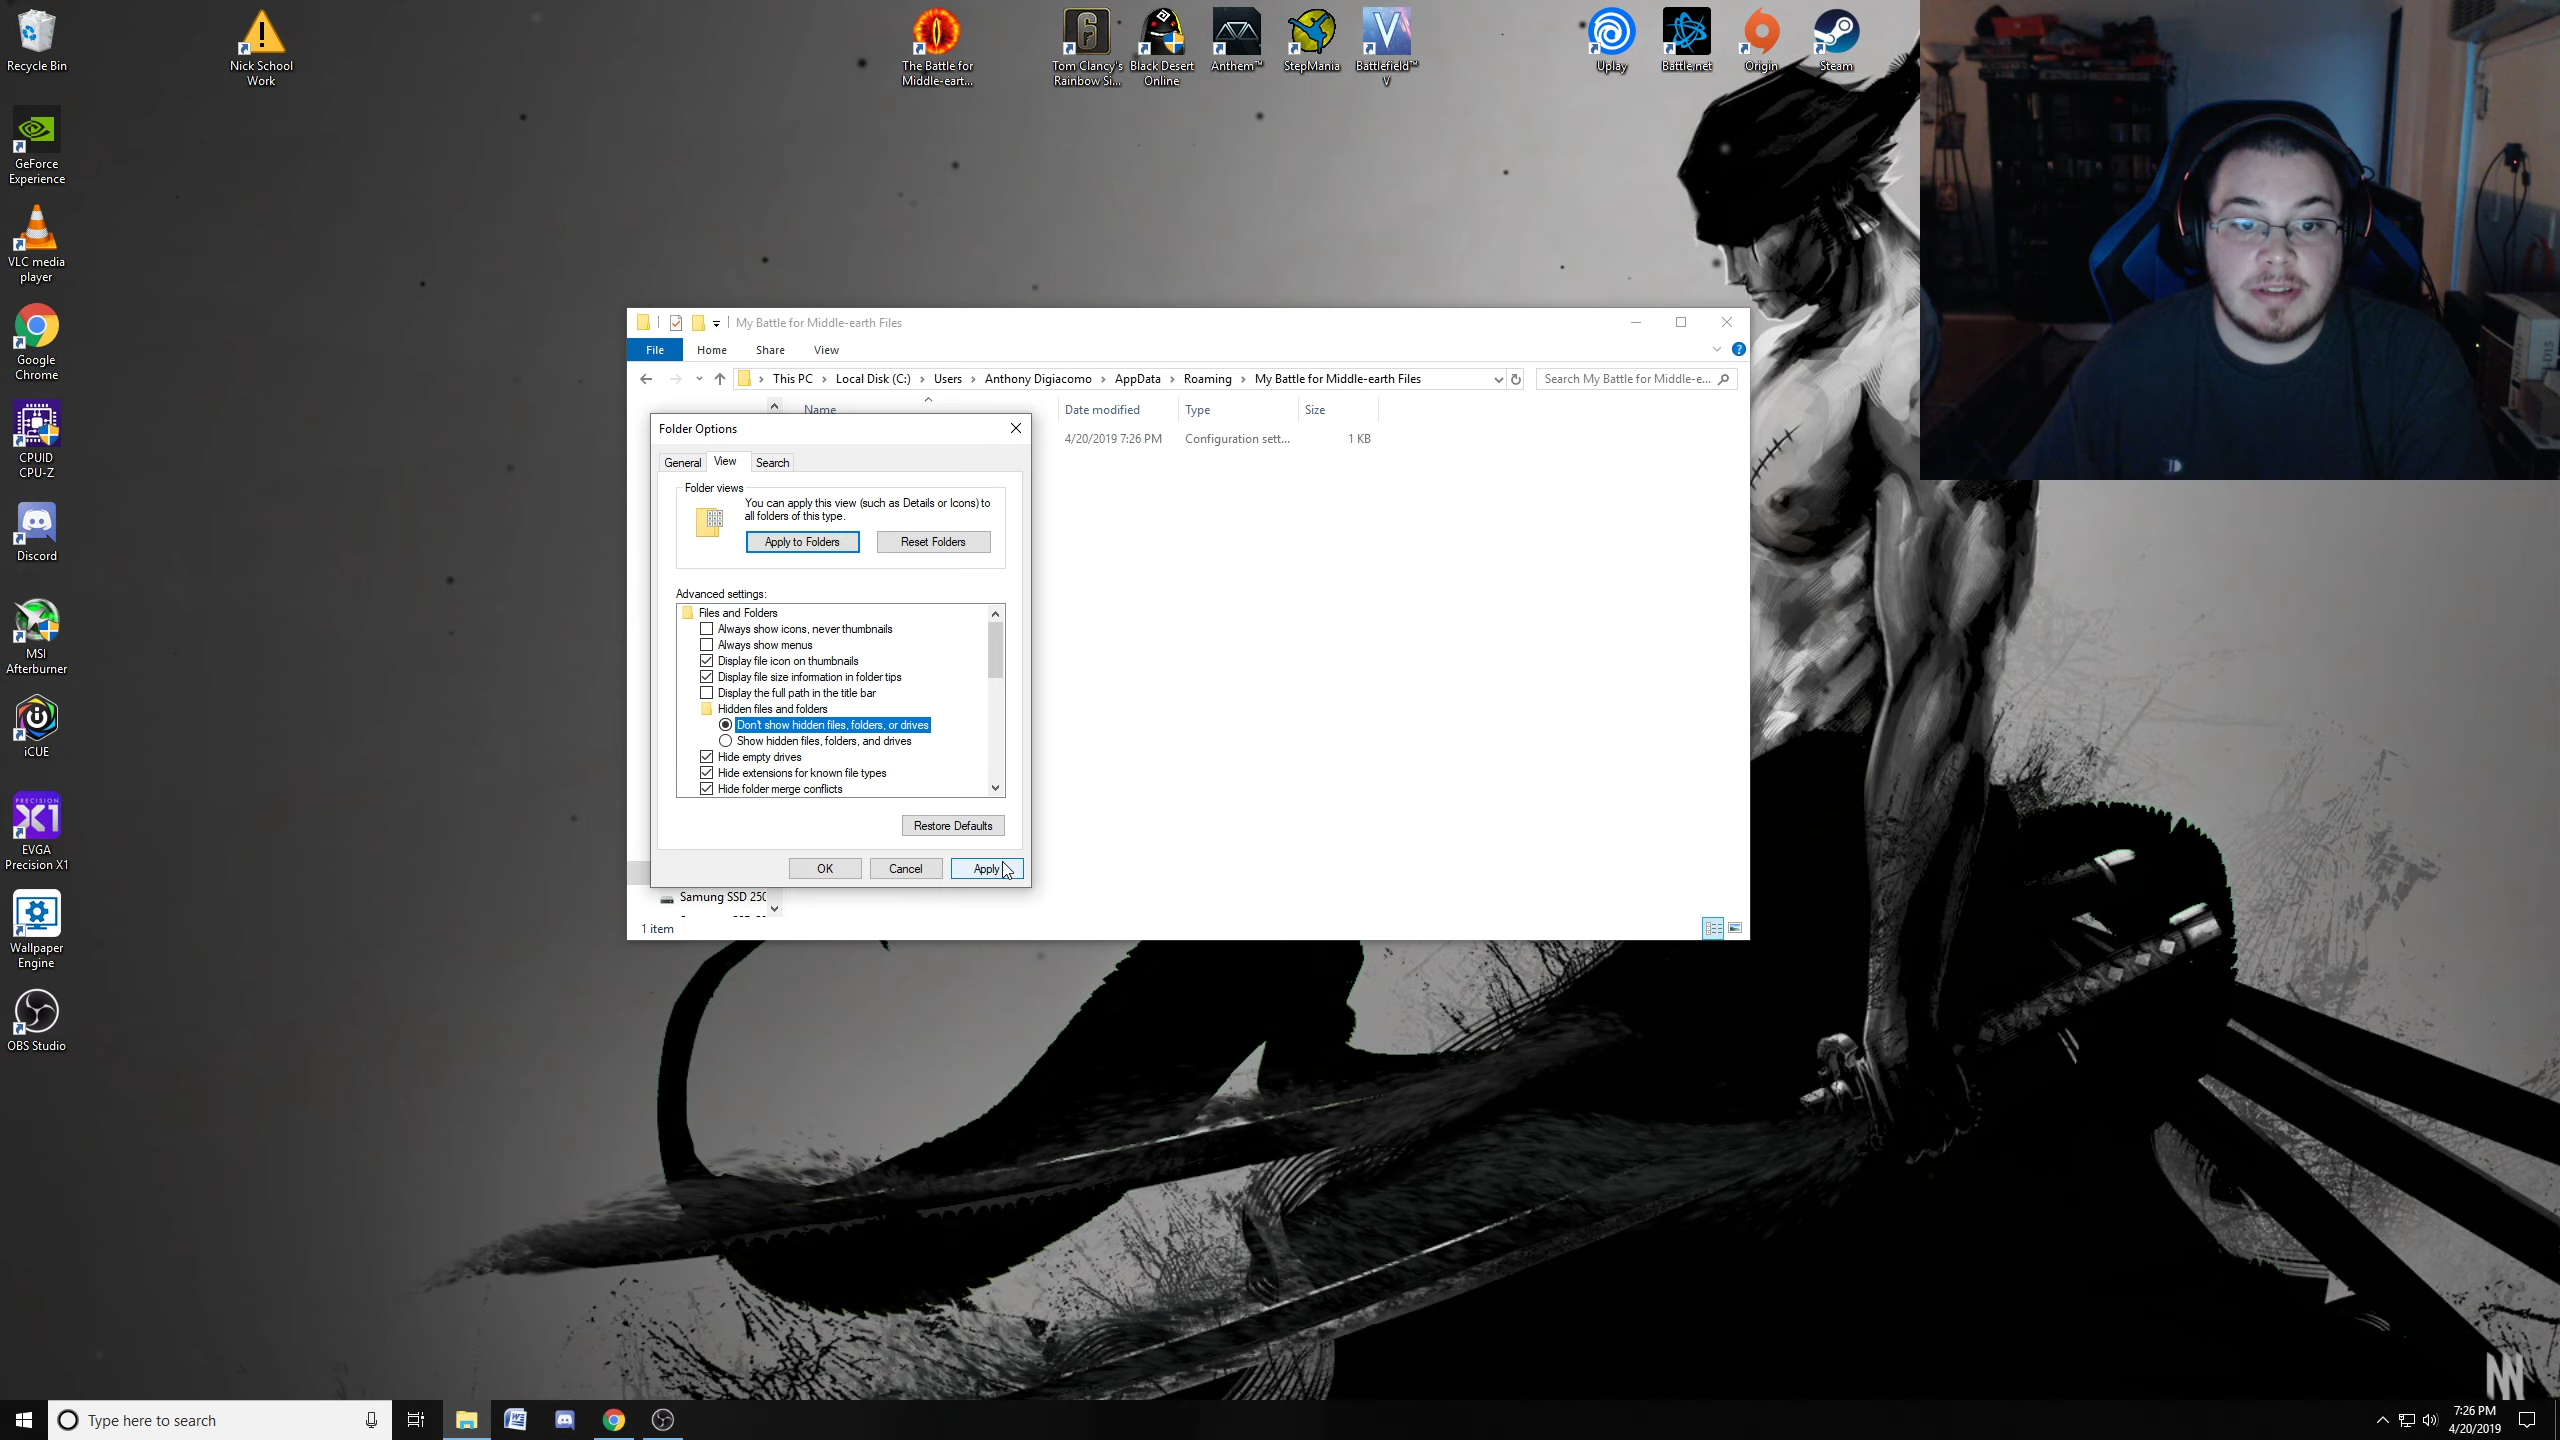 Recycle Bin
Nick School
Work
The Battle for
Middle-eart...
Tom Clancy's
Rainbow Si...
Black Desert
Online
Anthem™
StepMania
Battlefield™
V
Uplay
Battle.net
Origin
Steam
GeForce
Experience
VLC media
player
Google
Chrome
CPUID
CPU-Z
Discord
MSI
Afterburner
iCUE
PRECISION
X1
EVGA
Precision X1
Wallpaper
Engine
OBS Studio
My Battle for Middle-earth Files
File
Home
Share
View
This PC
Local Disk (C:)
Users
Anthony Digiacomo
AppData
Roaming
My Battle for Middle-earth Files
Search My Battle for Middle-e...
Name
Date modified
Type
Size
4/20/2019 7:26 PM
Configuration sett...
1 KB
Folder Options
General
View
Search
Folder views
You can apply this view (such as Details or Icons) to
all folders of this type.
Apply to Folders
Reset Folders
Advanced settings:
Files and Folders
Always show icons, never thumbnails
Always show menus
Display file icon on thumbnails
Display file size information in folder tips
Display the full path in the title bar
Hidden files and folders
Don't show hidden files, folders, or drives
Show hidden files, folders, and drives
Hide empty drives
Hide extensions for known file types
Hide folder merge conflicts
Restore Defaults
OK
Cancel
Apply
Samung SSD 250
1 item
Type here to search
7:26 PM
4/20/2019